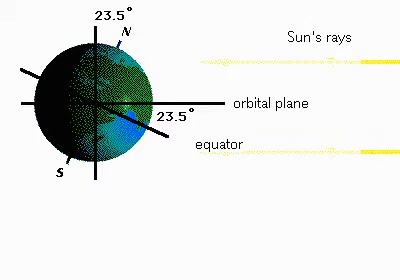 23.5°
N
Sun's rays
orbital plane
23.5°
equator
S